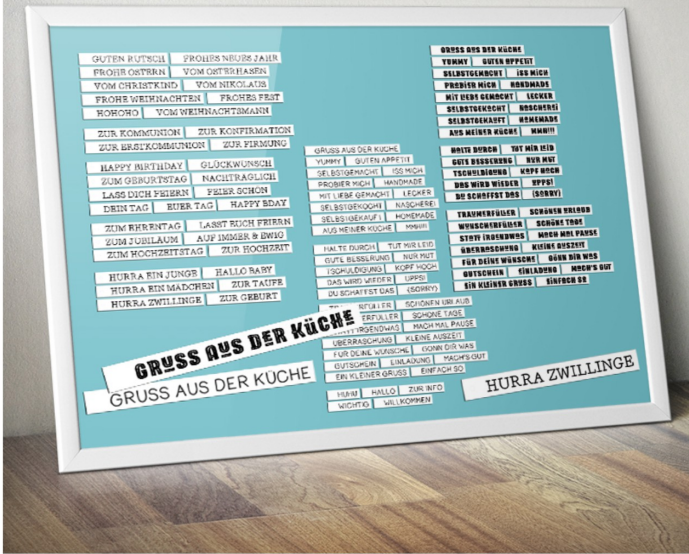 GUTEN RUTSCH FROHES NEUES JAHR
FROHE OSTERN VOM OSTERHASEN
VOM CHRISTKIND VOM NIKOLAUS
FROHE WEIHNACHTEN FROHES FEST
HOHOHO VOM WEIHNACHTSMANN
ZUR KOMMUNION ZUR KONFIRMATION
ZUR ERSTKOMMUNION ZUR FIRMUNG
HAPPY BIRTHDAY GLÜCKWUNSCH
ZUM GEBURTSTAG NACHTRÄGLICH
LASS DICH FEIERN FEIER SCHÖN
DEIN TAG EUER TAG HAPPY BDAY
ZUM EHRENTAG LASST EUCH FEIERN
ZUM JUBILÄUM AUF IMMER & EWIG
ZUM HOCHZEITSTAG ZUR HOCHZEIT
HURRA EIN JUNGE HALLO BABY
HURRA EIN MÄDCHEN ZUR TAUFE
HURRA ZWILLINGE ZUR GEBURT
GRUSS AUS DER KÜCHE
GRUSS AUS DER KÜCHE
GRUSS AUS DER KÜCHE
YUMMY GUTEN APPETIT
SELBSTGEMACHT ISS MICH
PROBIER MICH HANDMADE
MIT LIEBE GEMACHT LECKER
SELBSTGEKOCHT NASCHEREI
SELBSTGEKAUFT HOMEMADE
AUS MEINER KÜCHE MMH!!!
HALTE DURCH TUT MIR LEID
GUTE BESSERUNG NUR MUT
TSCHULDIGUNG KOPF HOCH
DAS WIRD WIEDER UPPS!
DU SCHAFFST DAS (SORRY)
SCHÖNEN URLAUB
SCHÖNE TAGE
MACH MAL PAUSE
ÜBERRASCHUNG KLEINE AUSZEIT
FÜR DEINE WÜNSCHE GÖNN DIR WAS
GUTSCHEIN EINLADUNG MACH'S GUT
EIN KLEINER GRUSS EINFACH SO
HUHU HALLO ZUR INFO
WICHTIG WILLKOMMEN
GRUSS AUS DER KÜCHE
YUMMY GUTEN APPETIT
SELBSTGEMACHT ISS MICH
PROBIER MICH HANDMADE
MIT LIEBE GEMACHT LECKER
SELBSTGEKOCHT NASCHEREI
SELBSTGEKAUFT HOMEMADE
AUS MEINER KÜCHE MMH!!!
HALTE DURCH TUT MIR LEID
GUTE BESSERUNG NUR MUT
TSCHULDIGUNG KOPF HOCH
DAS WIRD WIEDER UPPS!
DU SCHAFFST DAS (SORRY)
TRAUMERFÜLLER SCHÖNEN URLAUB
WUNSCHERFÜLLER SCHÖNE TAGE
STATT IRGENDWAS MACH MAL PAUSE
ÜBERRASCHUNG KLEINE AUSZEIT
FÜR DEINE WÜNSCHE GÖNN DIR WAS
GUTSCHEIN EINLADUNG MACH'S GUT
EIN KLEINER GRUSS EINFACH SO
HURRA ZWILLINGE